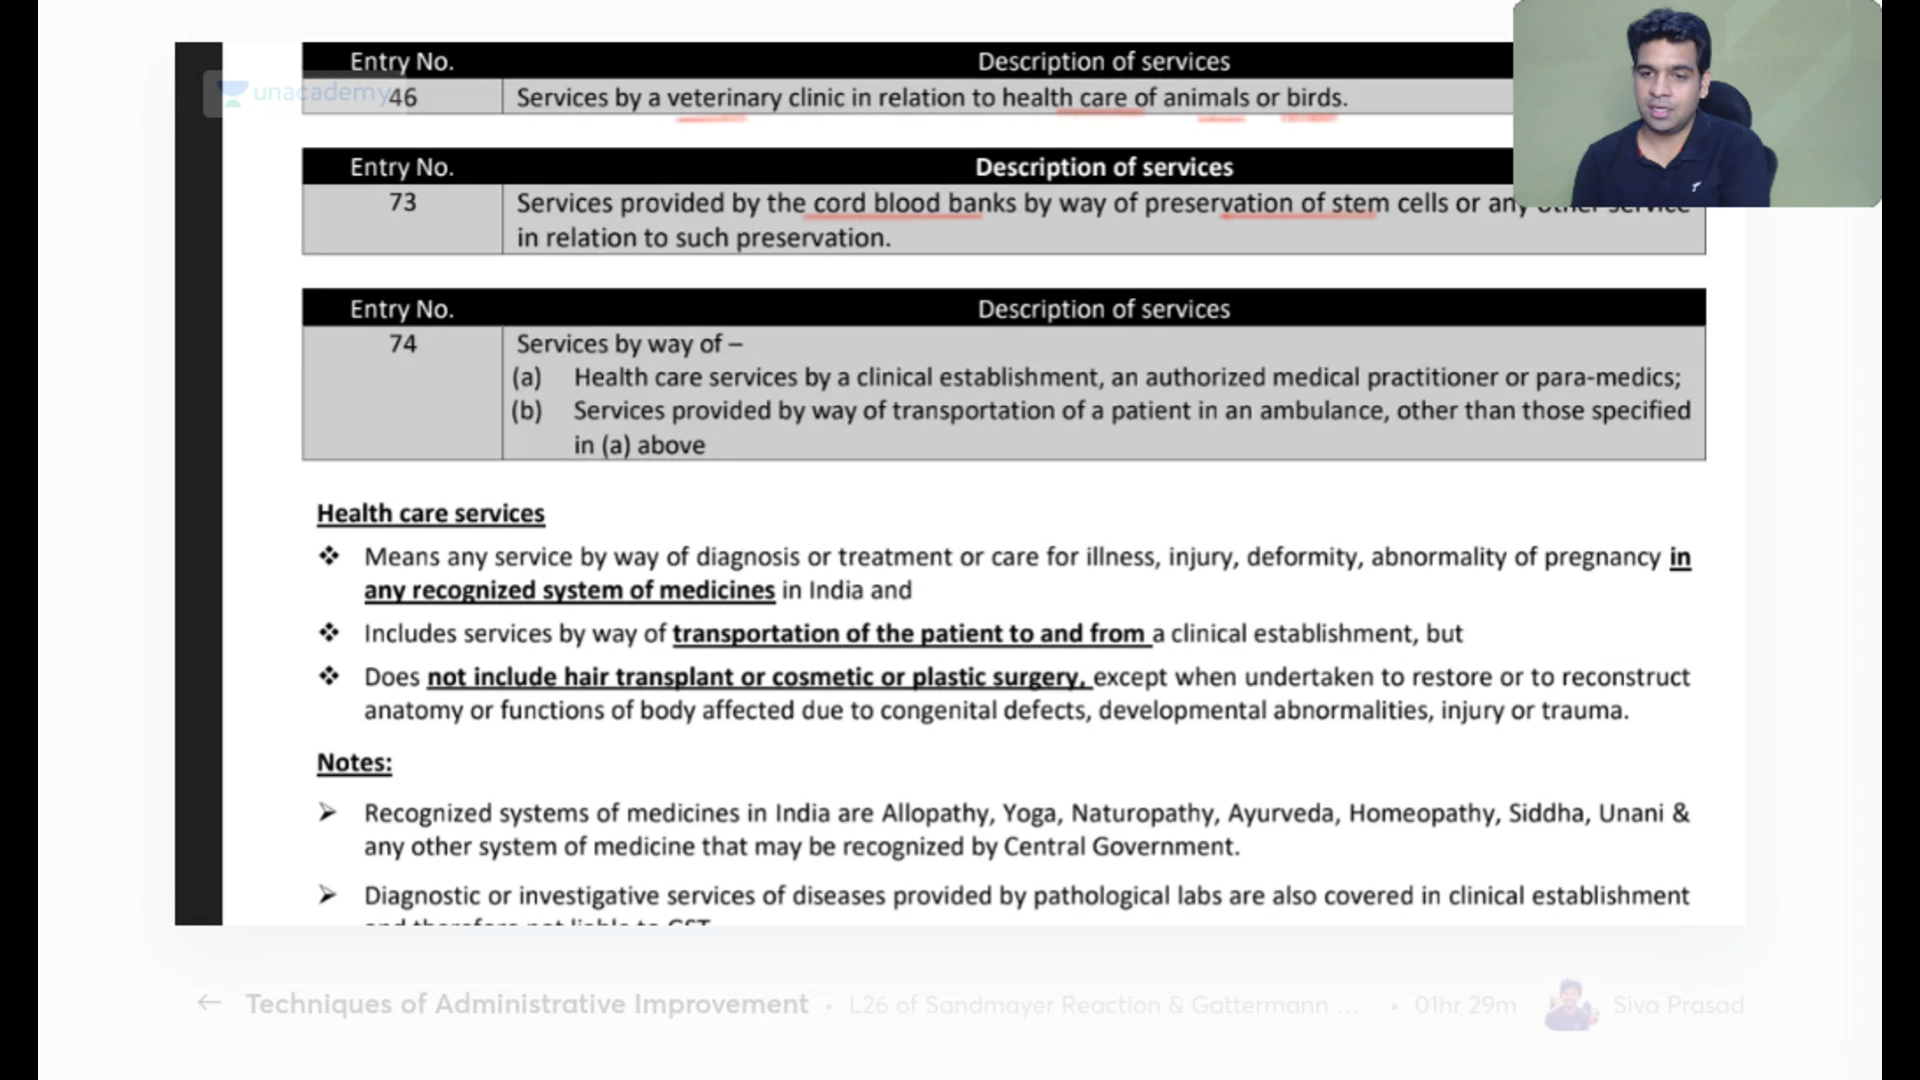 Entry No. Description of services
unacademy
46 Services by a veterinary clinic in relation to health care of animals or birds.
Entry No. Description of services
73 Services provided by the cord blood banks by way of preservation of stem cells or any other service
in relation to such preservation.
Entry No. Description of services
74 Services by way of –
(a) Health care services by a clinical establishment, an authorized medical practitioner or para-medics;
(b) Services provided by way of transportation of a patient in an ambulance, other than those specified
in (a) above
Health care services
❖ Means any service by way of diagnosis or treatment or care for illness, injury, deformity, abnormality of pregnancy in
any recognized system of medicines in India and
❖ Includes services by way of transportation of the patient to and from a clinical establishment, but
❖ Does not include hair transplant or cosmetic or plastic surgery, except when undertaken to restore or to reconstruct
anatomy or functions of body affected due to congenital defects, developmental abnormalities, injury or trauma.
Notes:
➢ Recognized systems of medicines in India are Allopathy, Yoga, Naturopathy, Ayurveda, Homeopathy, Siddha, Unani &
any other system of medicine that may be recognized by Central Government.
➢ Diagnostic or investigative services of diseases provided by pathological labs are also covered in clinical establishment
and therefore not liable to GST
← Techniques of Administrative Improvement • L26 of Sandmayer Reaction & Gattermann ... • 01hr 29m Siva Prasad